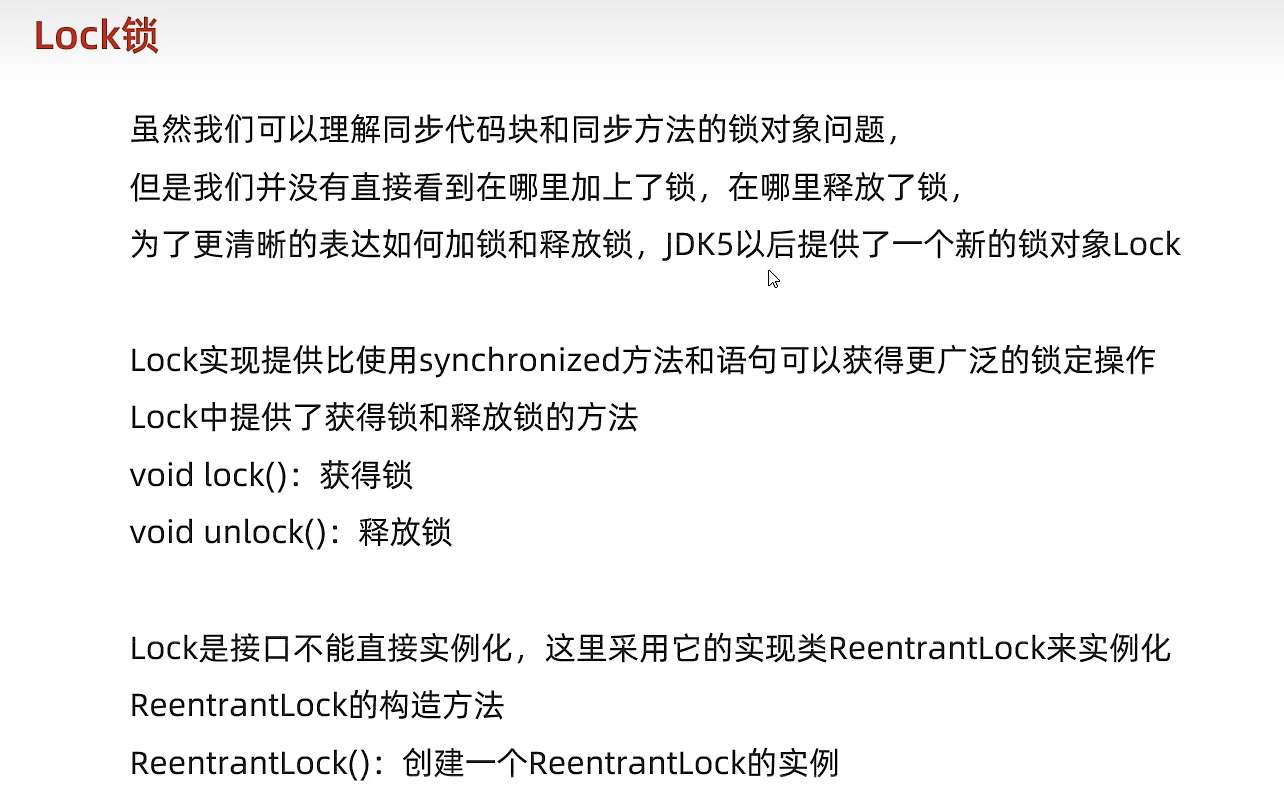 Lock锁
虽然我们可以理解同步代码块和同步方法的锁对象问题，
但是我们并没有直接看到在哪里加上了锁，在哪里释放了锁，
为了更清晰的表达如何加锁和释放锁，JDK5以后提供了一个新的锁对象Lock
Lock实现提供比使用synchronized方法和语句可以获得更广泛的锁定操作
Lock中提供了获得锁和释放锁的方法
void lock()：获得锁
void unlock()：释放锁
Lock是接口不能直接实例化，这里采用它的实现类ReentrantLock来实例化
ReentrantLock的构造方法
ReentrantLock()：创建一个ReentrantLock的实例